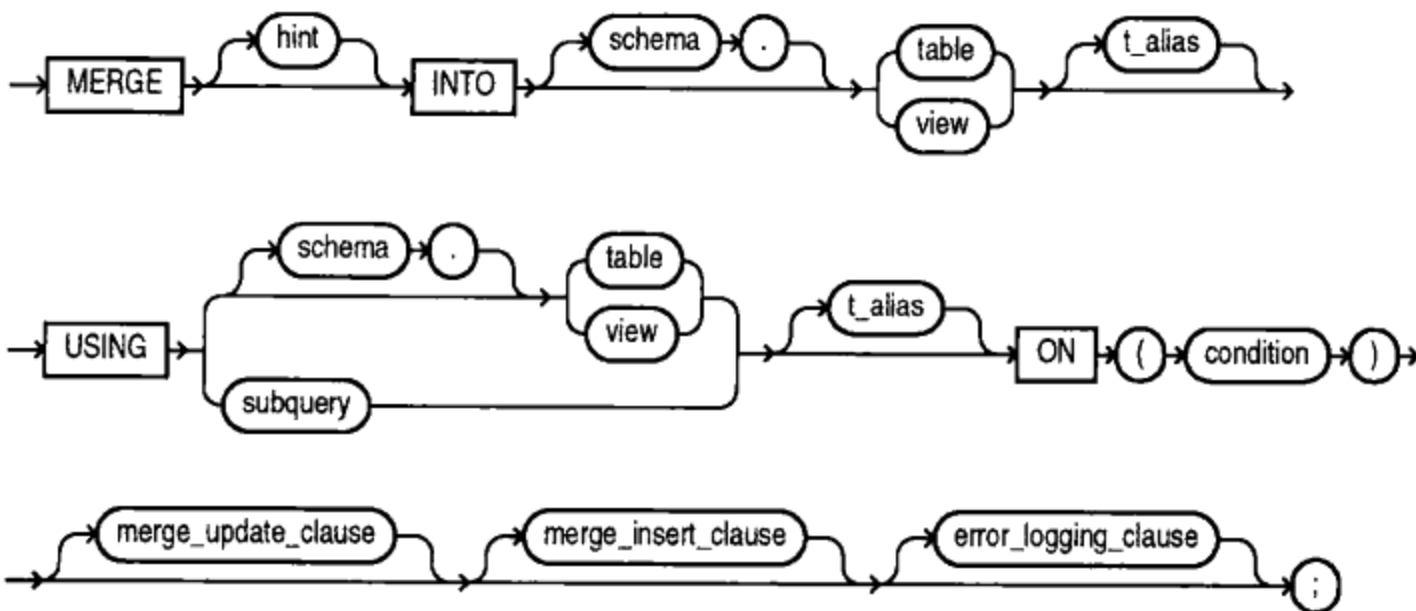 hint schema . table t_alias
MERGE INTO
view
schema . table
view t_alias
USING ON ( condition )
subquery
merge_update_clause merge_insert_clause error_logging_clause
;